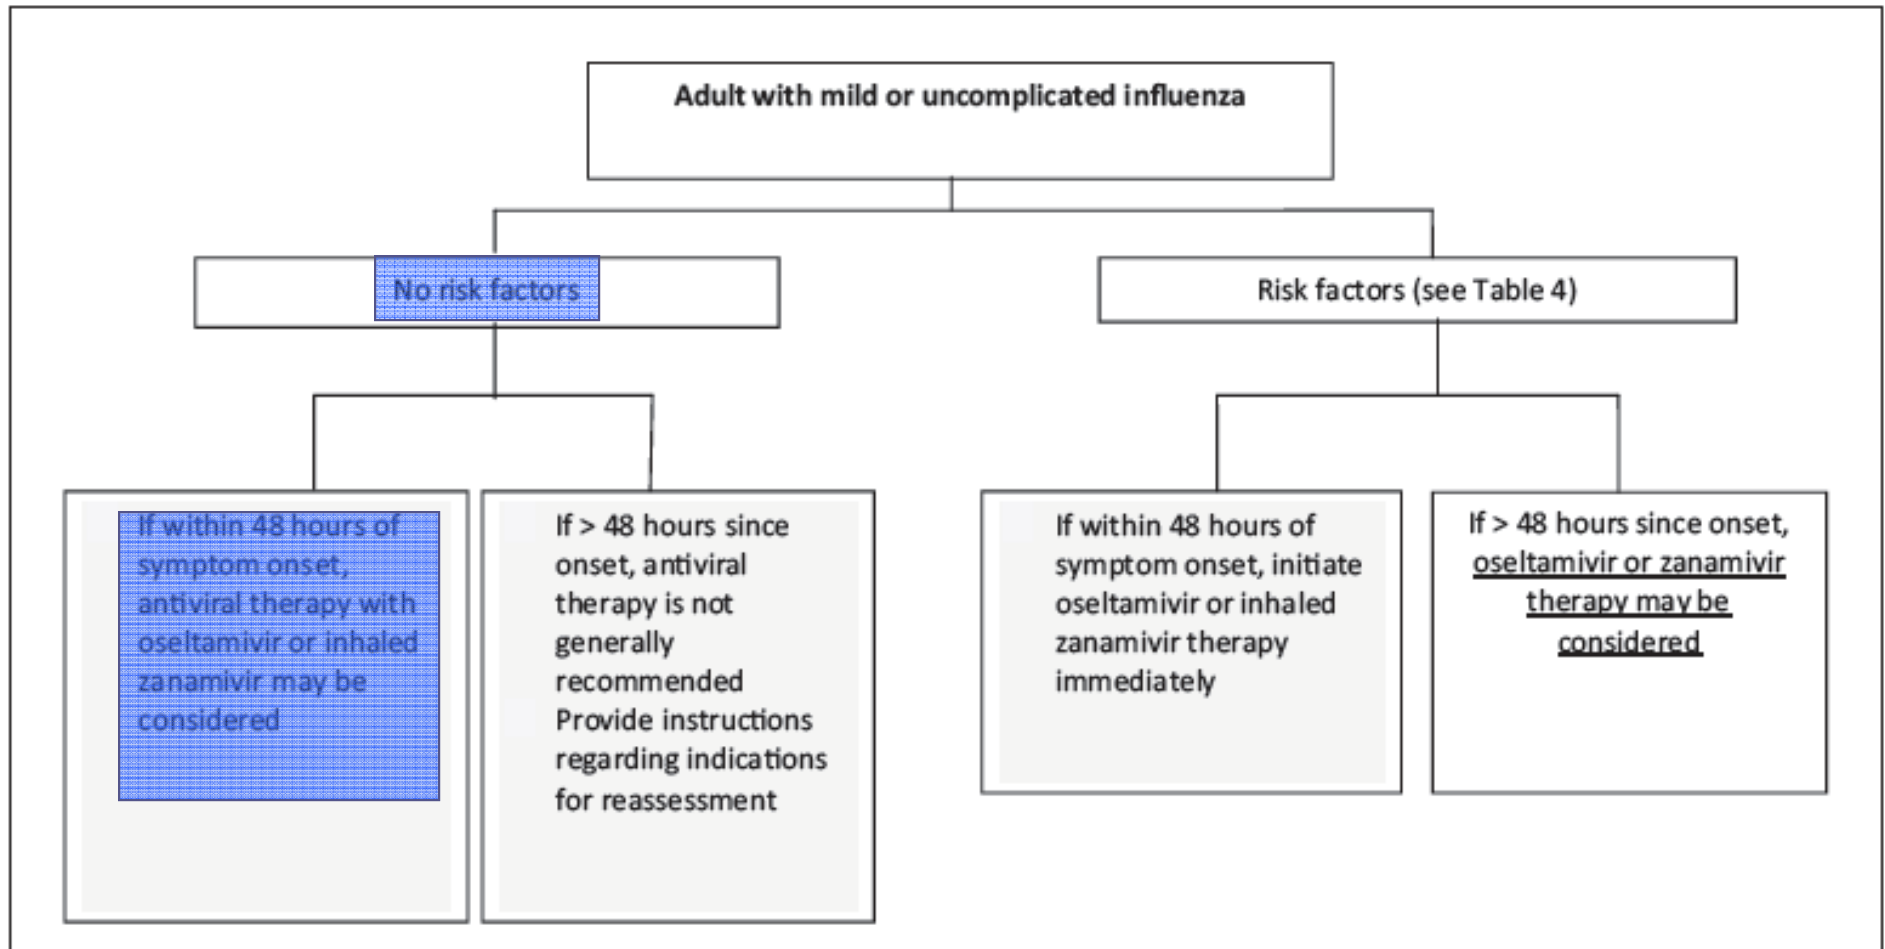 Adult with mild or uncomplicated influenza
No risk factors
Risk factors (see Table 4)
If within 48 hours of
symptom onset,
antiviral therapy with
oseltamivir or inhaled
zanamivir may be
considered
If > 48 hours since
onset, antiviral
therapy is not
generally
recommended
Provide instructions
regarding indications
for reassessment
If within 48 hours of
symptom onset, initiate
oseltamivir or inhaled
zanamivir therapy
immediately
If > 48 hours since onset,
oseltamivir or zanamivir
therapy may be
considered